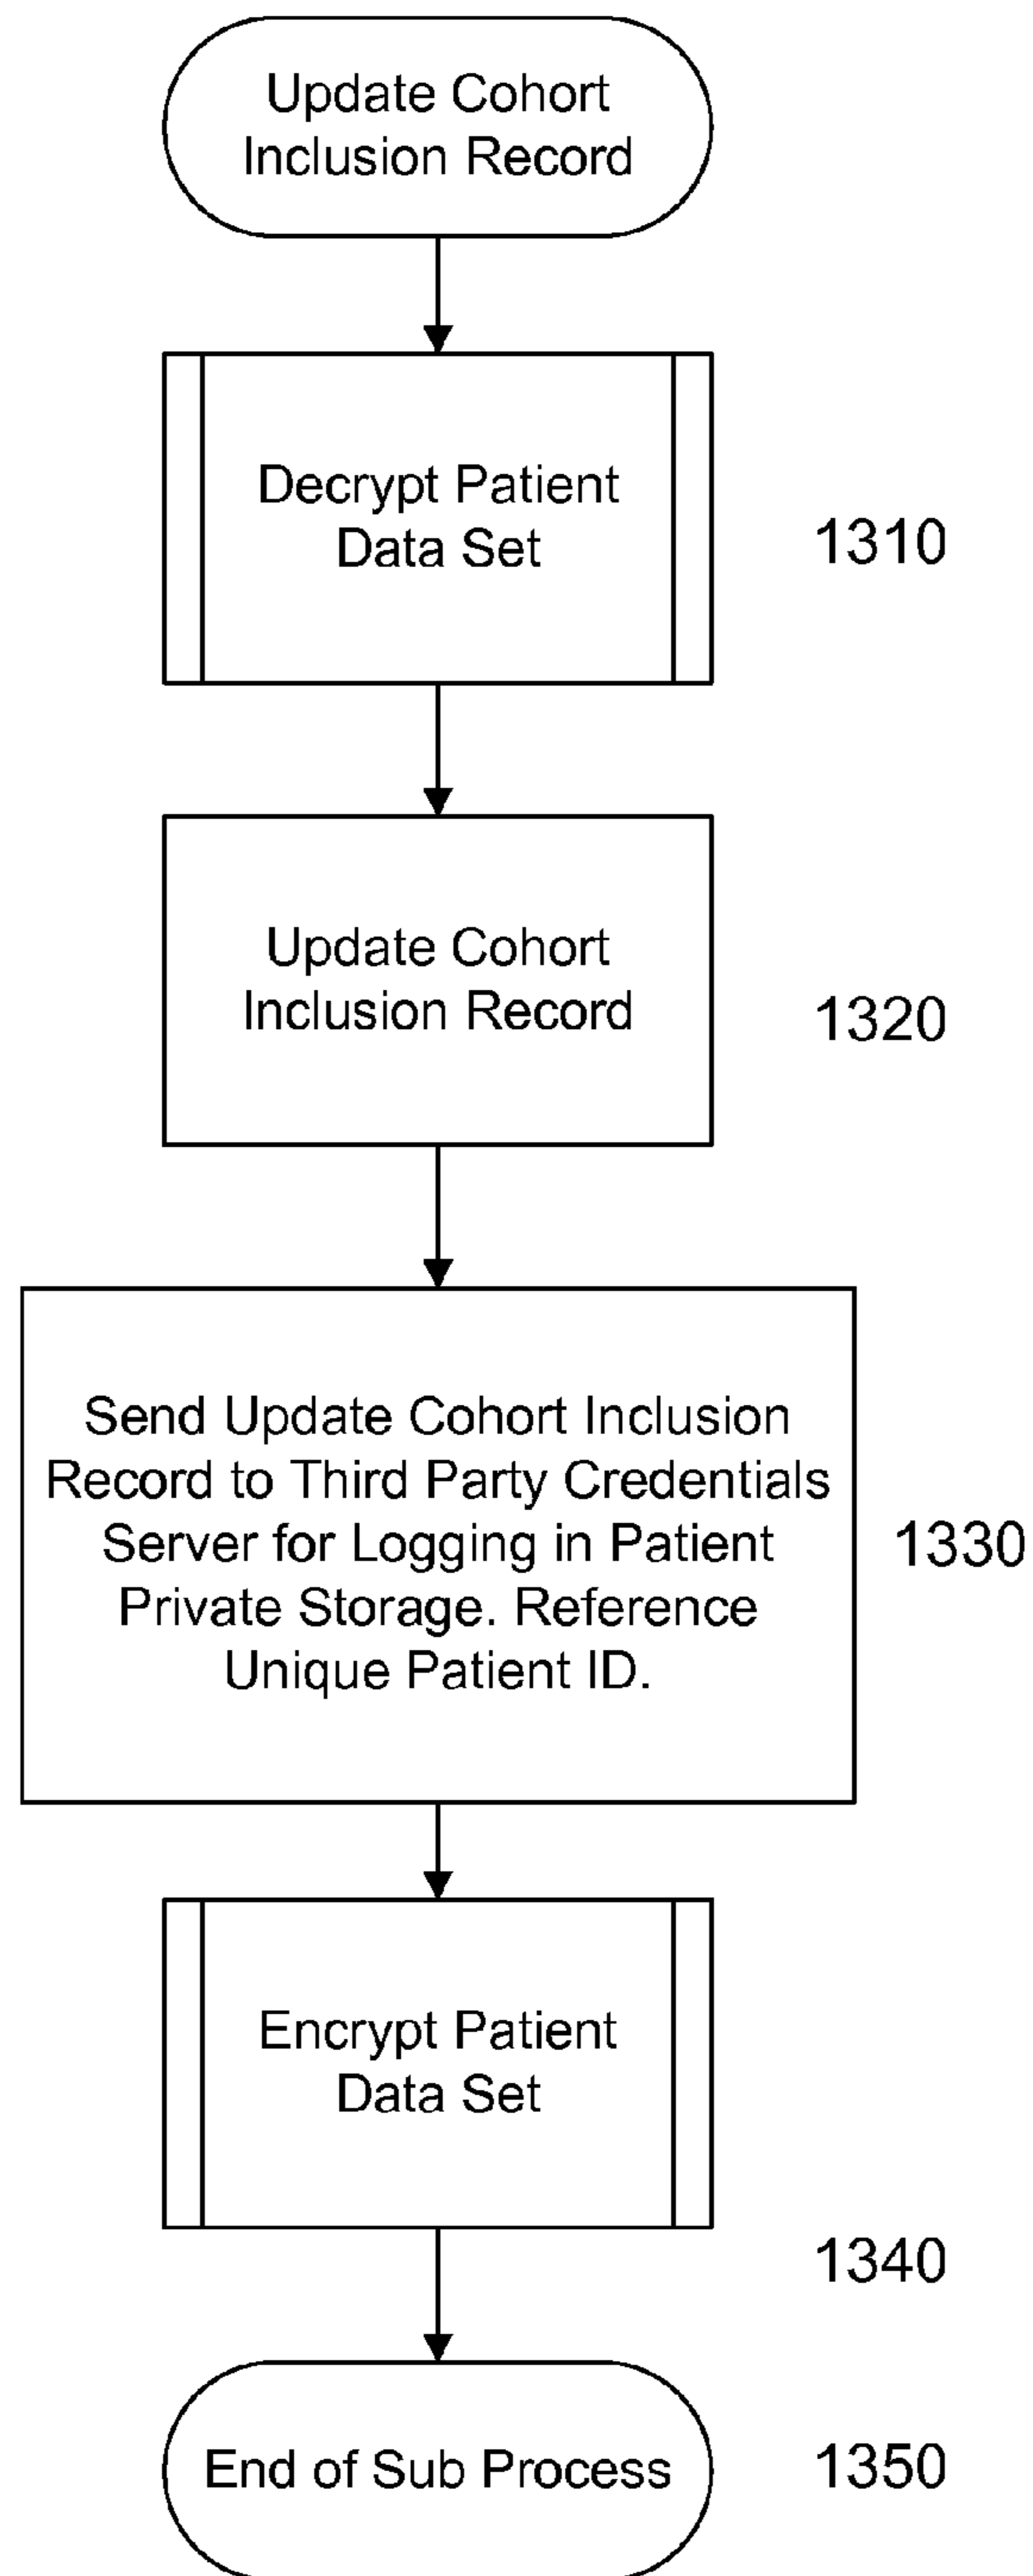 Update Cohort
Inclusion Record
Decrypt Patient
Data Set
1310
Update Cohort
Inclusion Record
1320
Send Update Cohort Inclusion
Record to Third Party Credentials
Server for Logging in Patient
Private Storage. Reference
Unique Patient ID.
1330
Encrypt Patient
Data Set
1340
End of Sub Process
1350